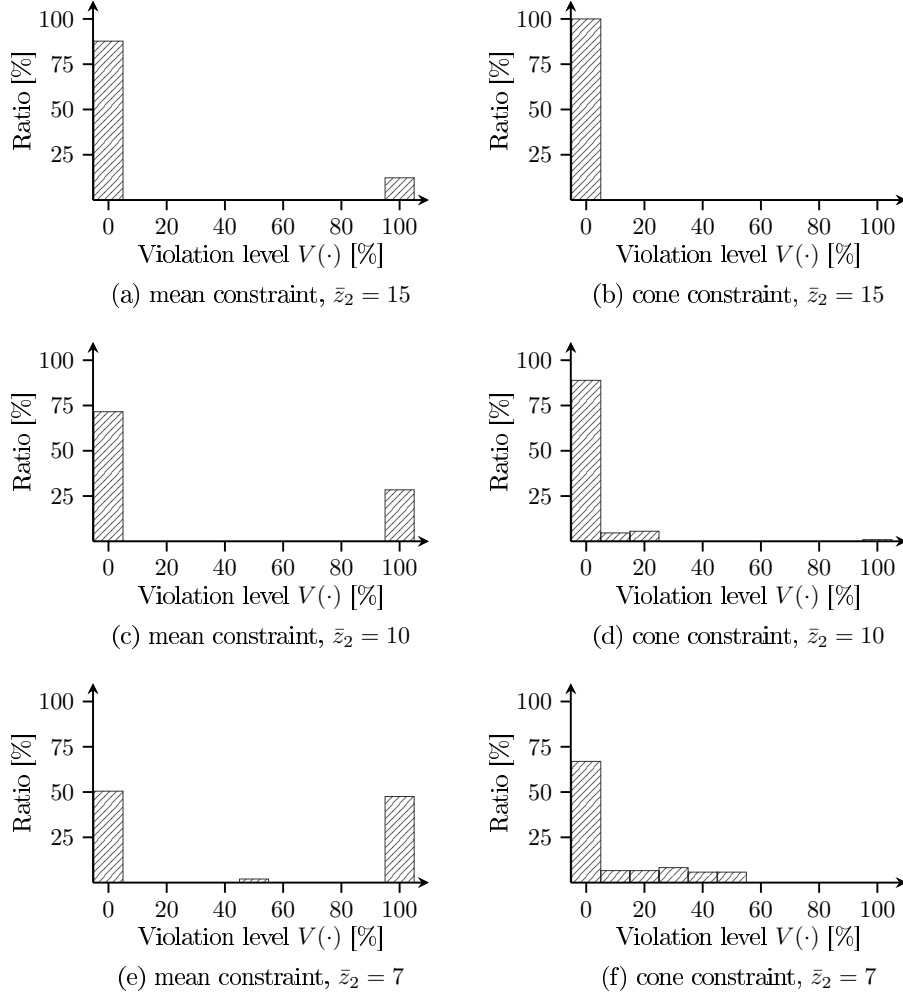 100
75
50
25
Ratio [%]
0 20 40 60 80 100
Violation level V(·) [%]
(a) mean constraint, z̄₂ = 15
100
75
50
25
Ratio [%]
0 20 40 60 80 100
Violation level V(·) [%]
(b) cone constraint, z̄₂ = 15
100
75
50
25
Ratio [%]
0 20 40 60 80 100
Violation level V(·) [%]
(c) mean constraint, z̄₂ = 10
100
75
50
25
Ratio [%]
0 20 40 60 80 100
Violation level V(·) [%]
(d) cone constraint, z̄₂ = 10
100
75
50
25
Ratio [%]
0 20 40 60 80 100
Violation level V(·) [%]
(e) mean constraint, z̄₂ = 7
100
75
50
25
Ratio [%]
0 20 40 60 80 100
Violation level V(·) [%]
(f) cone constraint, z̄₂ = 7